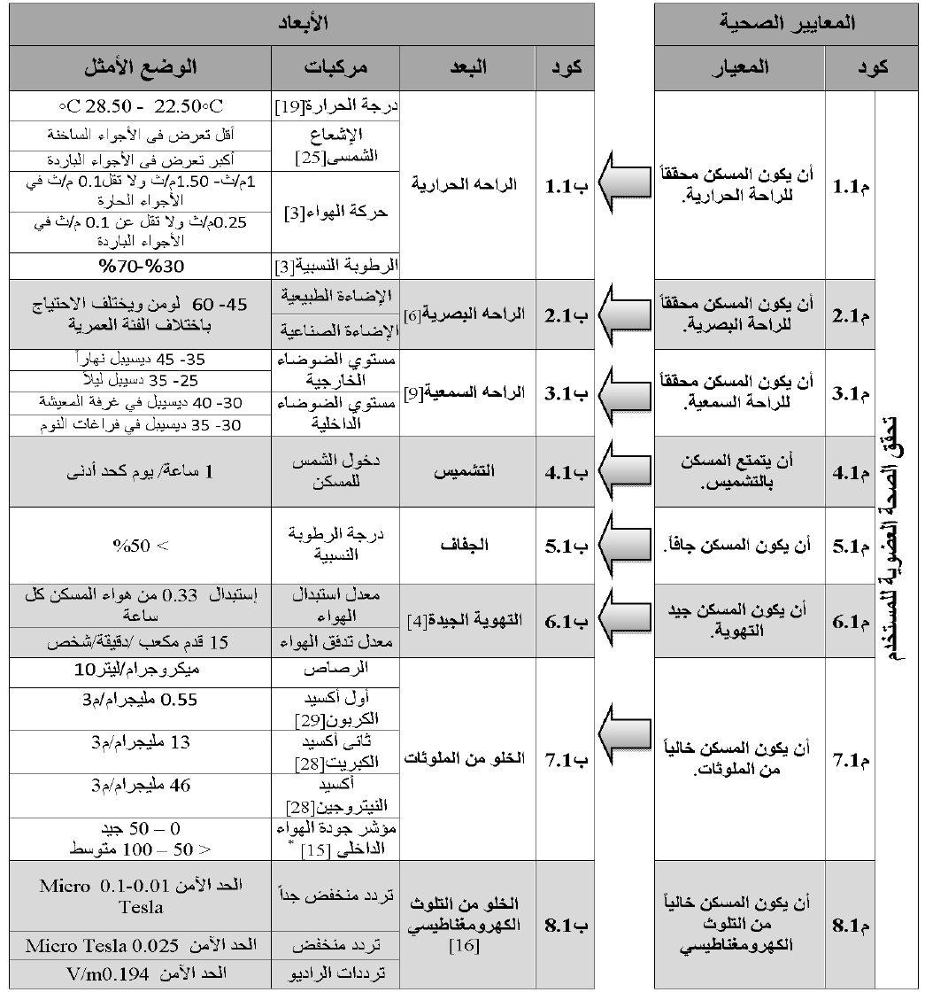 المعايير الصحية
الأبعاد
كود
المعيار
كود
البعد
مركبات
الوضع الأمثل
تحقق الصحة العضوية للمستخدم
م1.1
أن يكون المسكن محققاً
للراحة الحرارية.
ب1.1
الراحه الحرارية
درجة الحرارة[19]
22.50◦C - 28.50 ◦C
الإشعاع
الشمسى[25]
أقل تعرض فى الأجواء الساخنة
أكبر تعرض فى الأجواء الباردة
حركة الهواء[3]
1م/ث- 1.50م/ث ولا تقل0.1 م/ث في
الأجواء الحارة
0.25م/ث ولا تقل عن 0.1 م/ث في
الأجواء الباردة
الرطوبة النسبية[3]
30%-70%
م2.1
أن يكون المسكن محققاً
للراحة البصرية.
ب2.1
الراحه البصرية[6]
الإضاءة الطبيعية
الإضاءة الصناعية
45- 60 لومن ويختلف الاحتياج
باختلاف الفئة العمرية
م3.1
أن يكون المسكن محققاً
للراحة السمعية.
ب3.1
الراحه السمعية[9]
مستوي الضوضاء
الخارجية
35- 45 ديسيبل نهاراً
25- 35 دسيبل ليلاً
مستوي الضوضاء
الداخلية
30- 40 ديسيبل في غرفة المعيشة
30- 35 ديسيبل في فراغات النوم
م4.1
أن يتمتع المسكن
بالتشميس.
ب4.1
التشميس
دخول الشمس
للمسكن
1 ساعة/ يوم كحد أدنى
م5.1
أن يكون المسكن جافاً.
ب5.1
الجفاف
درجة الرطوبة
النسبية
> 50%
م6.1
أن يكون المسكن جيد
التهوية.
ب6.1
التهوية الجيدة[4]
معدل استبدال
الهواء
إستبدال 0.33 من هواء المسكن كل
ساعة
معدل تدفق الهواء
15 قدم مكعب /دقيقة/شخص
م7.1
أن يكون المسكن خالياً
من الملوثات.
ب7.1
الخلو من الملوثات
الرصاص
10ميكروجرام/ليتر
أول أكسيد
الكربون[29]
0.55 مليجرام/م3
ثانى أكسيد
الكبريت[28]
13 مليجرام/م3
أكسيد
النيتروجين[28]
46 مليجرام/م3
مؤشر جودة الهواء
الداخلى [15] *
0 – 50 جيد
< 50 – 100 متوسط
م8.1
أن يكون المسكن خالياً
من التلوث
الكهرومغناطيسي
ب8.1
الخلو من التلوث
الكهرومغناطيسي
[16]
تردد منخفض جداً
الحد الآمن 0.01-0.1 Micro
Tesla
تردد منخفض
الحد الآمن 0.025 Micro Tesla
ترددات الراديو
الحد الآمن V/m0.194